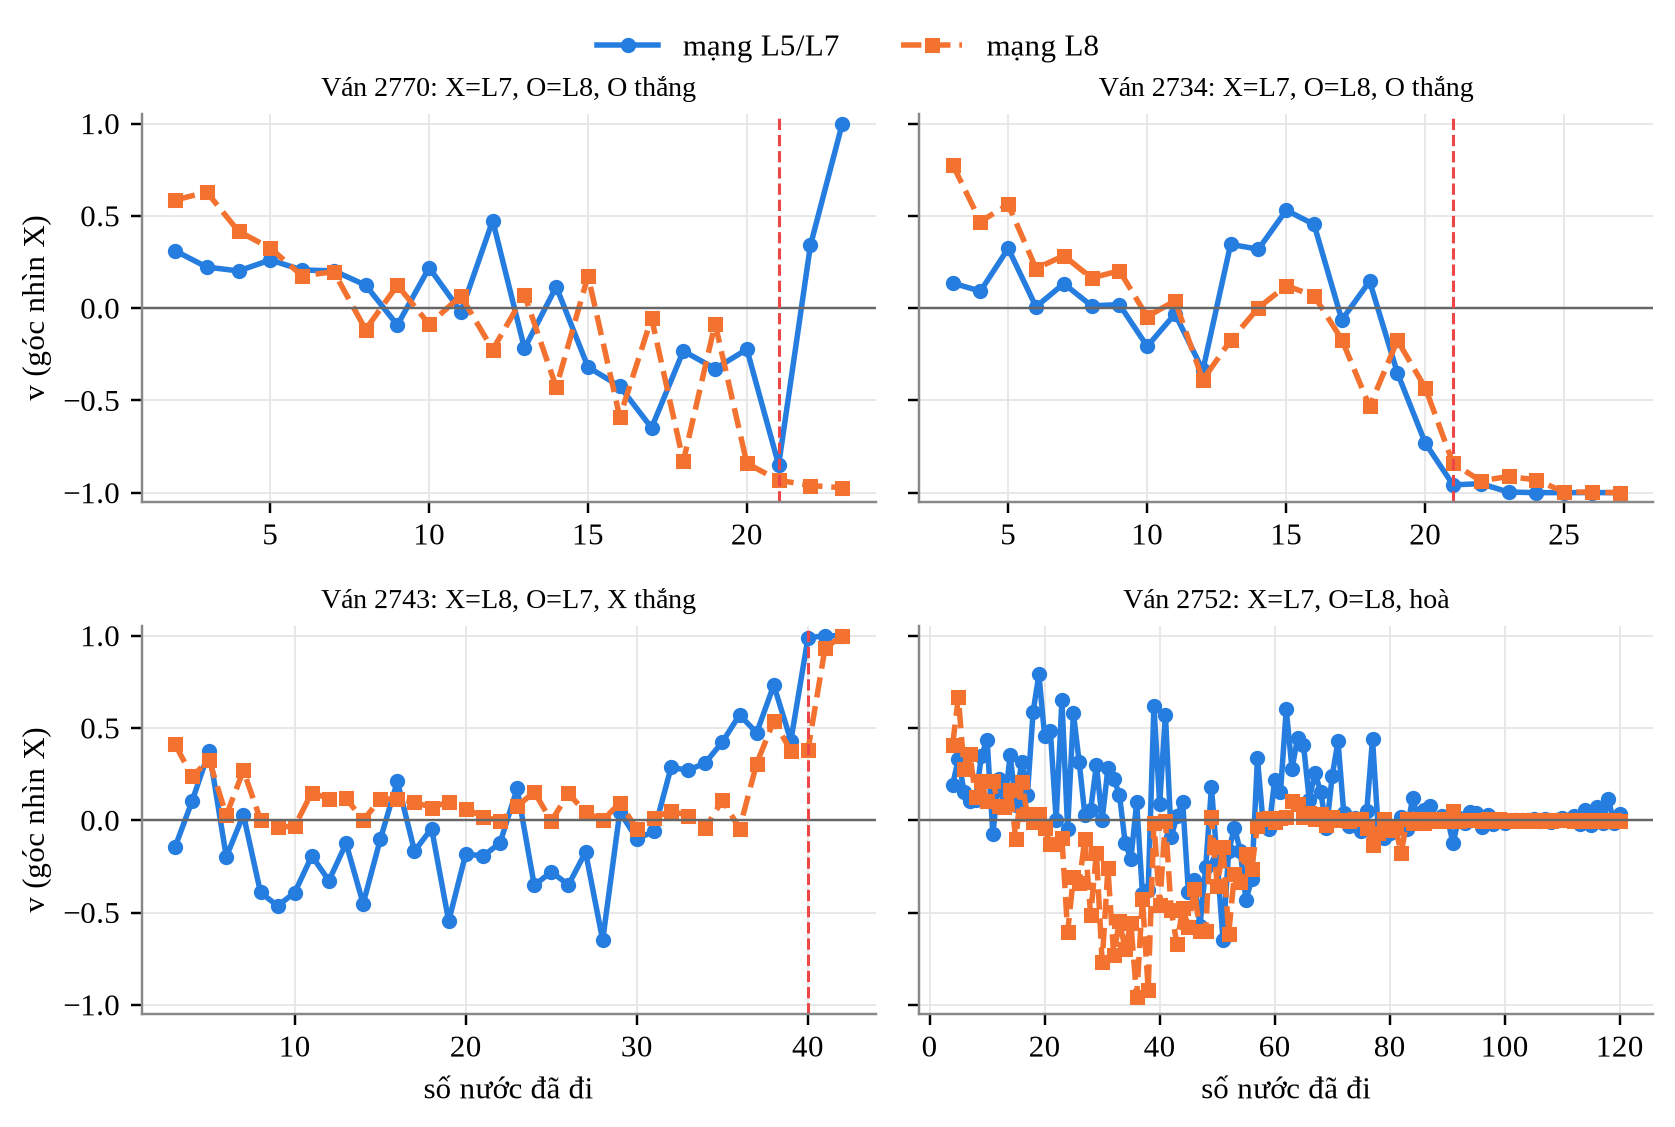 mạng L5/L7 mạng L8
Ván 2770: X=L7, O=L8, O thắng
v (góc nhìn X)
1.0
0.5
0.0
−0.5
−1.0
5 10 15 20
Ván 2734: X=L7, O=L8, O thắng
5 10 15 20 25
Ván 2743: X=L8, O=L7, X thắng
v (góc nhìn X)
1.0
0.5
0.0
−0.5
−1.0
10 20 30 40
số nước đã đi
Ván 2752: X=L7, O=L8, hoà
0 20 40 60 80 100 120
số nước đã đi